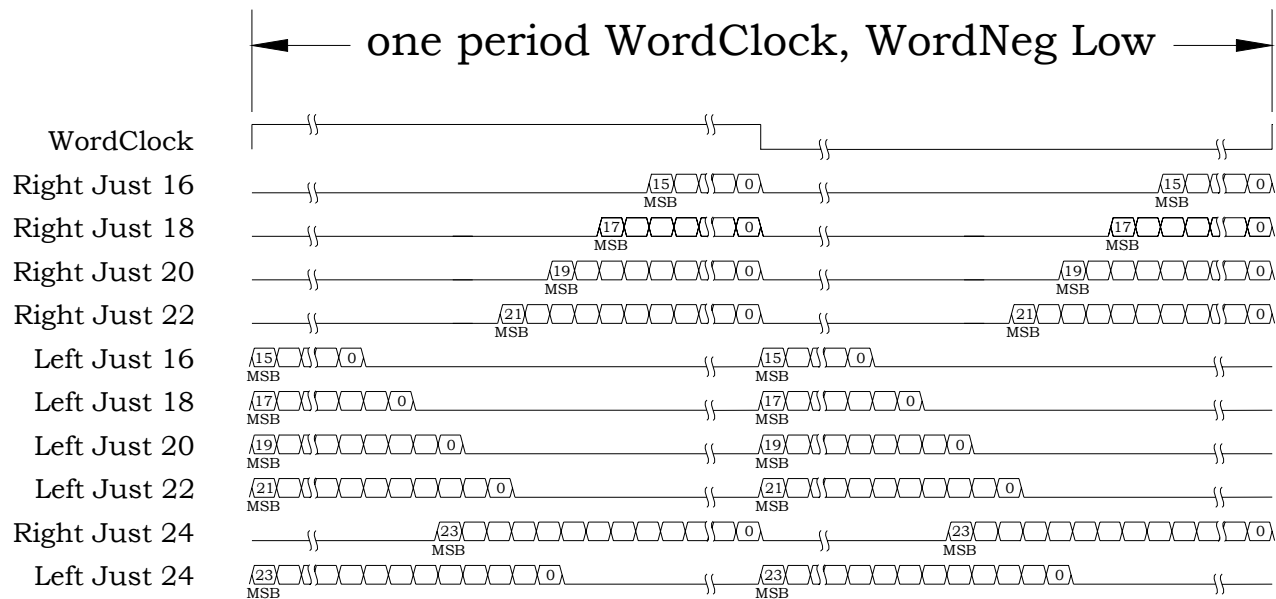 one period WordClock, WordNeg Low
WordClock
Right Just 16 15 0 15 0
MSB MSB
Right Just 18 17 0 17 0
MSB MSB
Right Just 20 19 0 19 0
MSB MSB
Right Just 22 21 0 21 0
MSB MSB
Left Just 16 15 0 15 0
MSB MSB
Left Just 18 17 0 17 0
MSB MSB
Left Just 20 19 0 19 0
MSB MSB
Left Just 22 21 0 21 0
MSB MSB
Right Just 24 23 0 23 0
MSB MSB
Left Just 24 23 0 23 0
MSB MSB